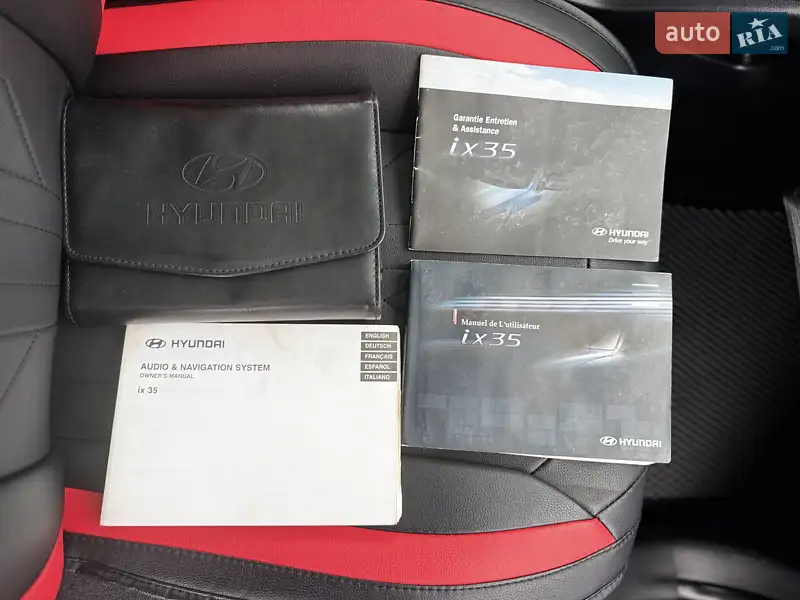 auto RIA
.com
Garantie Entretien
& Assistance
ix35
HYUNDAI
Drive your way
HYUNDAI
Manuel de L'utilisateur
ix35
HYUNDAI
HYUNDAI
AUDIO & NAVIGATION SYSTEM
OWNER'S MANUAL
ix 35
ENGLISH
DEUTSCH
FRANÇAIS
ESPAÑOL
ITALIANO